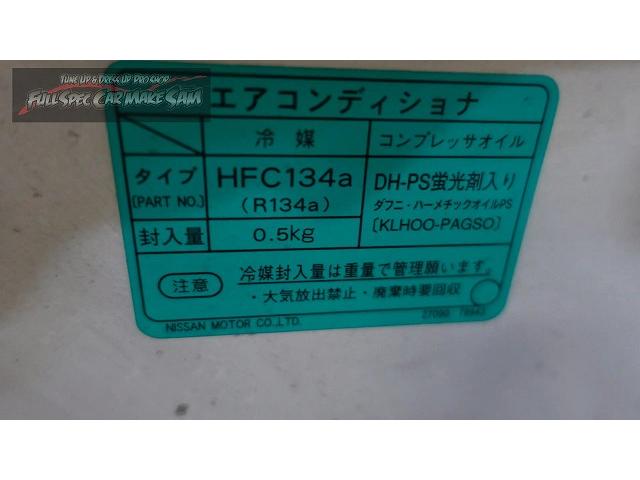 TUNE UP & DRESS UP PRO SHOP
FULL SPEC CAR MAKE SAM
エアコンディショナ
冷媒 コンプレッサオイル
タイプ HFC134a DH-PS蛍光剤入り
[PART NO.] (R134a) ダフニ・ハーメチックオイルPS
[KLH00-PAGS0]
封入量 0.5kg
注意 冷媒封入量は重量で管理願います。
・大気放出禁止・廃棄時要回収
NISSAN MOTOR CO.,LTD. 27090